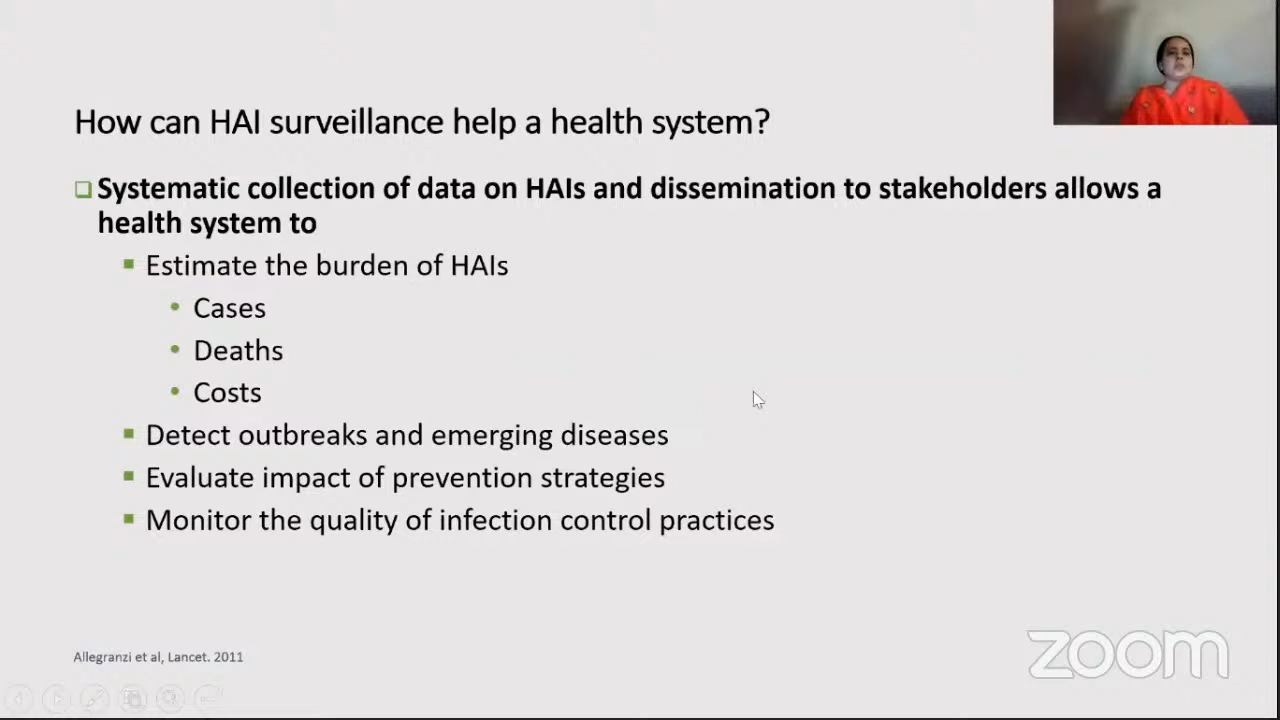 How can HAI surveillance help a health system?
Systematic collection of data on HAIs and dissemination to stakeholders allows a
health system to
Estimate the burden of HAIs
Cases
Deaths
Costs
Detect outbreaks and emerging diseases
Evaluate impact of prevention strategies
Monitor the quality of infection control practices
Allegranzi et al, Lancet. 2011
zoom